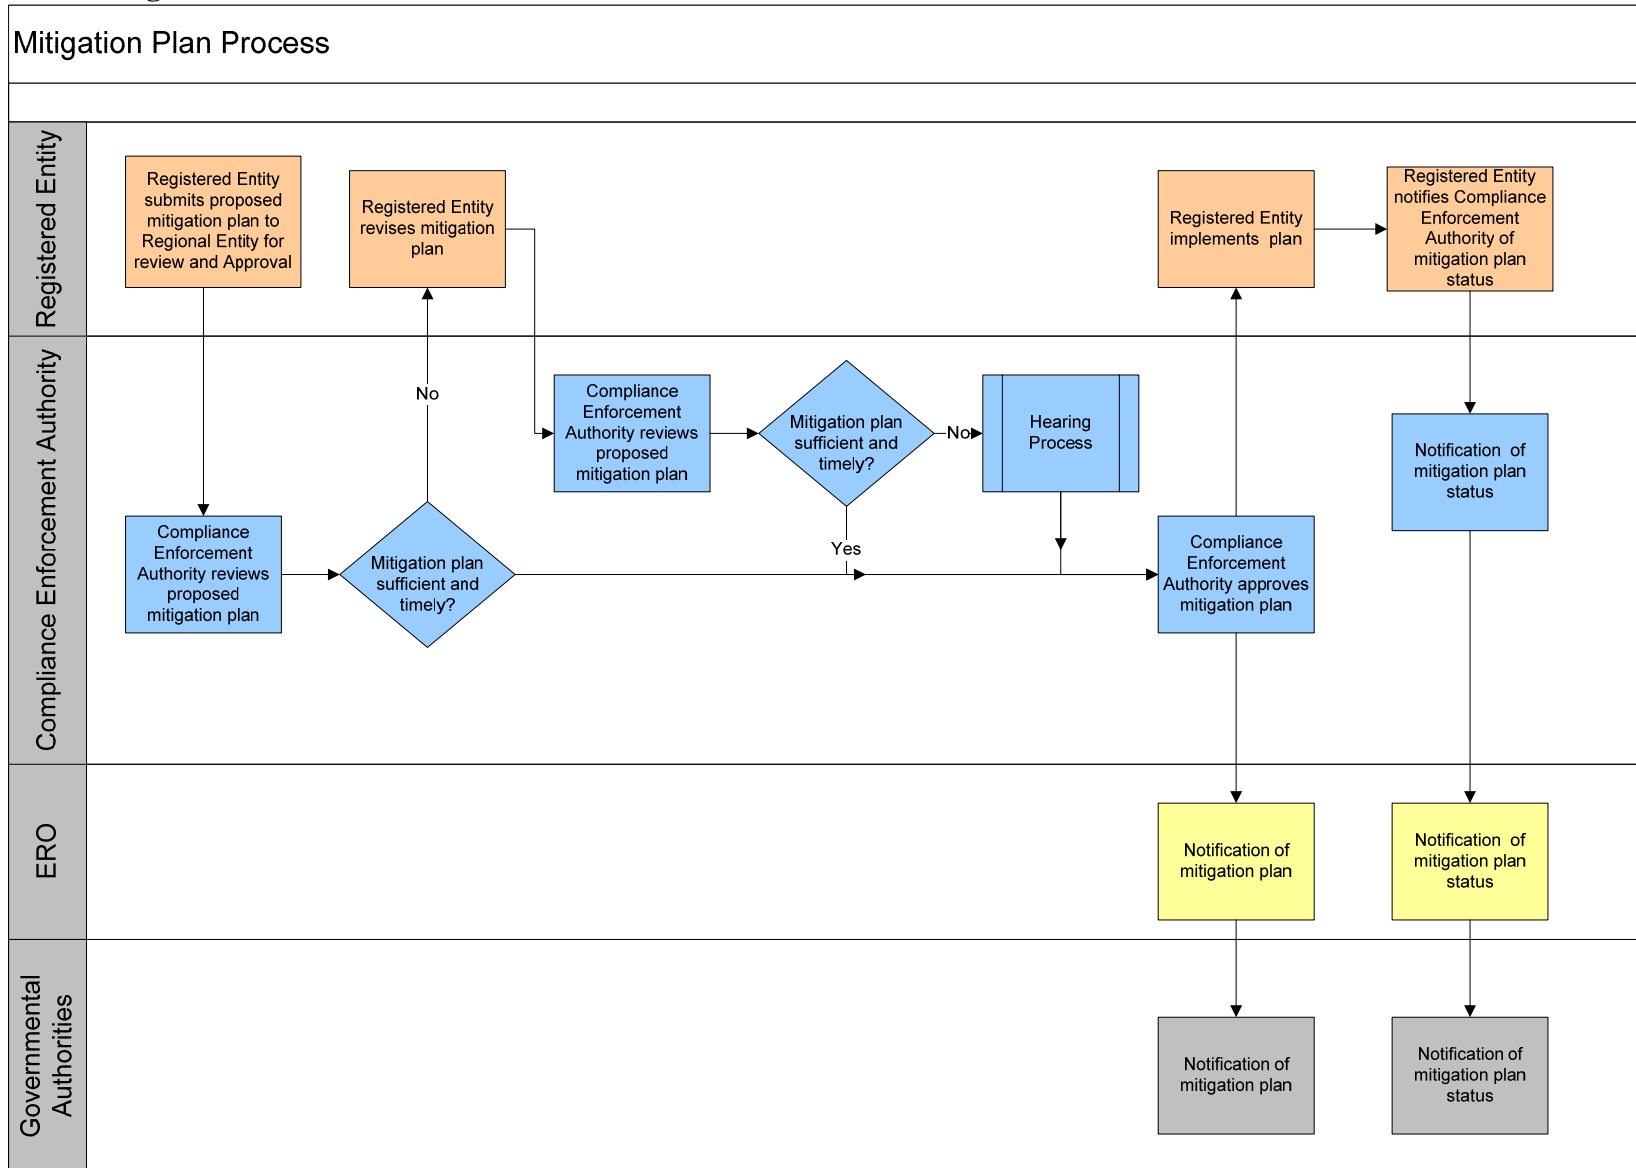 Mitigation Plan Process
Registered Entity
Registered Entity
submits proposed
mitigation plan to
Regional Entity for
review and Approval
Registered Entity
revises mitigation
plan
Registered Entity
implements plan
Registered Entity
notifies Compliance
Enforcement
Authority of
mitigation plan
status
Compliance Enforcement Authority
No
Compliance
Enforcement
Authority reviews
proposed
mitigation plan
Mitigation plan
sufficient and
timely?
No
Hearing
Process
Notification of
mitigation plan
status
Yes
Compliance
Enforcement
Authority reviews
proposed
mitigation plan
Mitigation plan
sufficient and
timely?
Compliance
Enforcement
Authority approves
mitigation plan
ERO
Notification of
mitigation plan
Notification of
mitigation plan
status
Governmental
Authorities
Notification of
mitigation plan
Notification of
mitigation plan
status